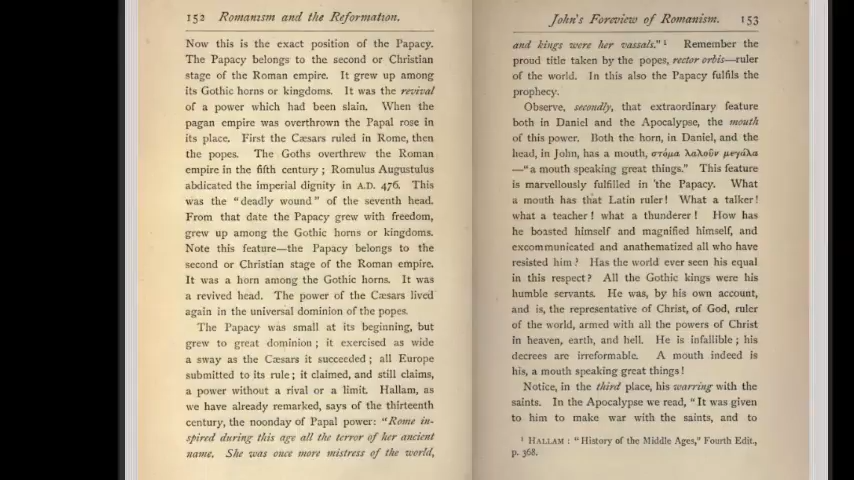 152 Romanism and the Reformation.
Now this is the exact position of the Papacy.
The Papacy belongs to the second or Christian
stage of the Roman empire. It grew up among
its Gothic horns or kingdoms. It was the revival
of a power which had been slain. When the
pagan empire was overthrown the Papal rose in
its place. First the Cæsars ruled in Rome, then
the popes. The Goths overthrew the Roman
empire in the fifth century; Romulus Augustulus
abdicated the imperial dignity in A.D. 476. This
was the "deadly wound" of the seventh head.
From that date the Papacy grew with freedom,
grew up among the Gothic horns or kingdoms.
Note this feature—the Papacy belongs to the
second or Christian stage of the Roman empire.
It was a horn among the Gothic horns. It was
a revived head. The power of the Cæsars lived
again in the universal dominion of the popes.
The Papacy was small at its beginning, but
grew to great dominion; it exercised as wide
a sway as the Cæsars it succeeded; all Europe
submitted to its rule; it claimed, and still claims,
a power without a rival or a limit. Hallam, as
we have already remarked, says of the thirteenth
century, the noonday of Papal power: "Rome in-
spired during this age all the terror of her ancient
name. She was once more mistress of the world,
John's Foreview of Romanism. 153
and kings were her vassals." 1 Remember the
proud title taken by the popes, rector orbis—ruler
of the world. In this also the Papacy fulfils the
prophecy.
Observe, secondly, that extraordinary feature
both in Daniel and the Apocalypse, the mouth
of this power. Both the horn, in Daniel, and the
head, in John, has a mouth, στόμα λαλοῦν μεγάλα
—"a mouth speaking great things." This feature
is marvellously fulfilled in the Papacy. What
a mouth has that Latin ruler! What a talker!
what a teacher! what a thunderer! How has
he boasted himself and magnified himself, and
excommunicated and anathematized all who have
resisted him? Has the world ever seen his equal
in this respect? All the Gothic kings were his
humble servants. He was, by his own account,
and is, the representative of Christ, of God, ruler
of the world, armed with all the powers of Christ
in heaven, earth, and hell. He is infallible; his
decrees are irreformable. A mouth indeed is
his, a mouth speaking great things!
Notice, in the third place, his warring with the
saints. In the Apocalypse we read, "It was given
to him to make war with the saints, and to
1 HALLAM: "History of the Middle Ages," Fourth Edit.,
p. 368.